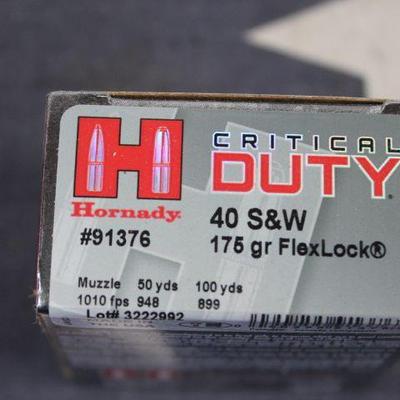 CRITICAL
DUTY
H
Hornady
#91376
40 S&W
175 gr FlexLock®
Muzzle 50 yds 100 yds
1010 fps 948 899
Lot# 3222992